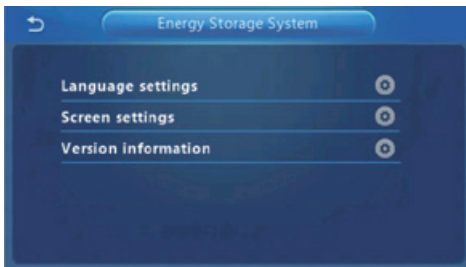 Energy Storage System
Language settings
Screen settings
Version information